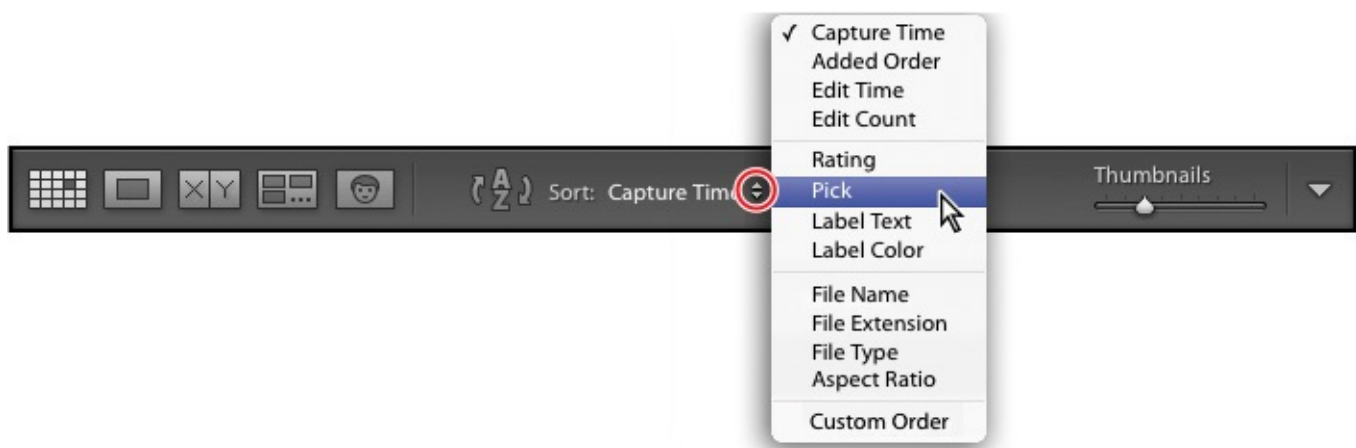 ✓ Capture Time
Added Order
Edit Time
Edit Count
Rating
Pick
Label Text
Label Color
File Name
File Extension
File Type
Aspect Ratio
Custom Order
X Y
A Z Sort: Capture Time
Thumbnails